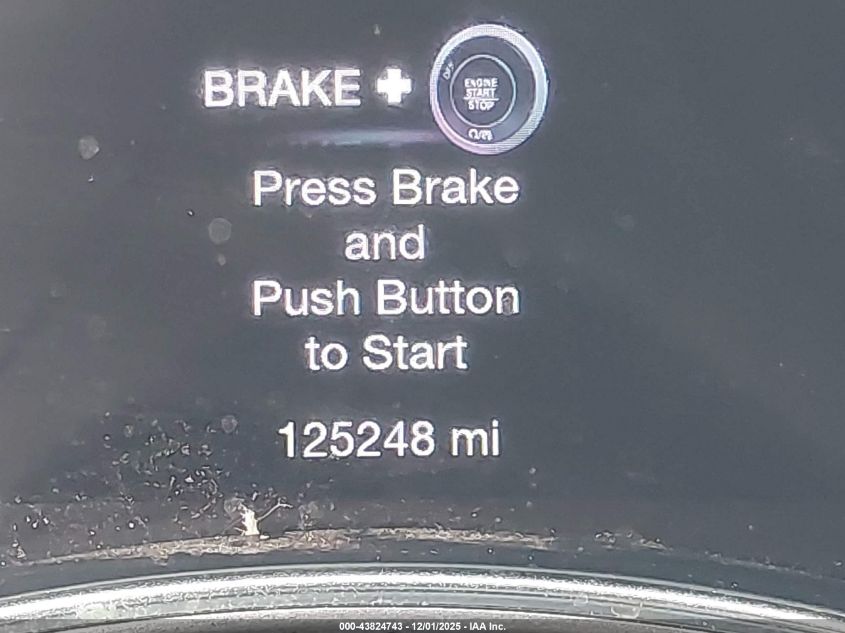 BRAKE +
OFF
ENGINE
START
STOP
Press Brake
and
Push Button
to Start
125248 mi
000-43824743 - 12/01/2025 - IAA Inc.